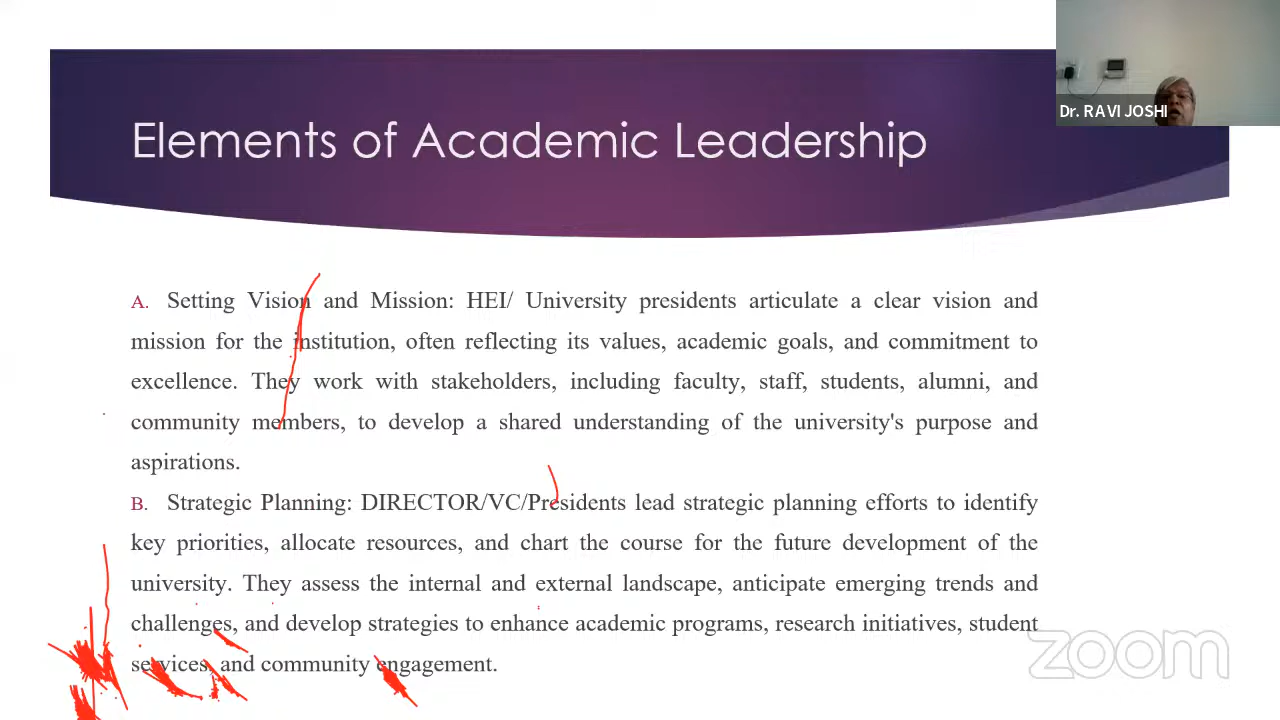 Dr. RAVI JOSHI
Elements of Academic Leadership
A. Setting Vision and Mission: HEI/ University presidents articulate a clear vision and
mission for the institution, often reflecting its values, academic goals, and commitment to
excellence. They work with stakeholders, including faculty, staff, students, alumni, and
community members, to develop a shared understanding of the university's purpose and
aspirations.
B. Strategic Planning: DIRECTOR/VC/Presidents lead strategic planning efforts to identify
key priorities, allocate resources, and chart the course for the future development of the
university. They assess the internal and external landscape, anticipate emerging trends and
challenges, and develop strategies to enhance academic programs, research initiatives, student
services, and community engagement.
zoom